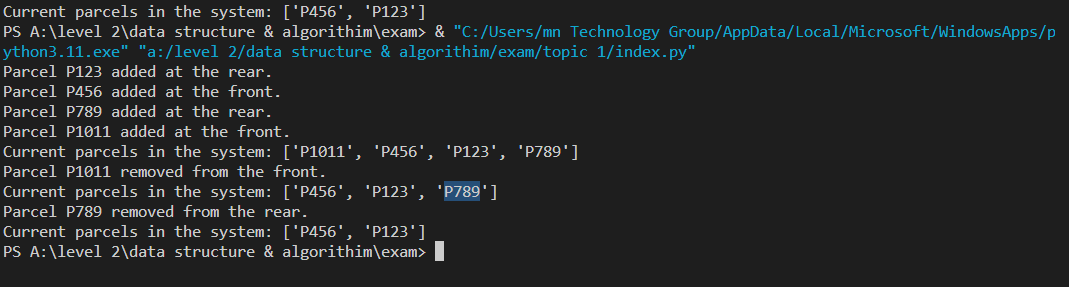 Current parcels in the system: ['P456', 'P123']
PS A:\level 2\data structure & algorithim\exam> & "C:/Users/mn Technology Group/AppData/Local/Microsoft/WindowsApps/p
ython3.11.exe" "a:/level 2/data structure & algorithim/exam/topic 1/index.py"
Parcel P123 added at the rear.
Parcel P456 added at the front.
Parcel P789 added at the rear.
Parcel P1011 added at the front.
Current parcels in the system: ['P1011', 'P456', 'P123', 'P789']
Parcel P1011 removed from the front.
Current parcels in the system: ['P456', 'P123', 'P789']
Parcel P789 removed from the rear.
Current parcels in the system: ['P456', 'P123']
PS A:\level 2\data structure & algorithim\exam>